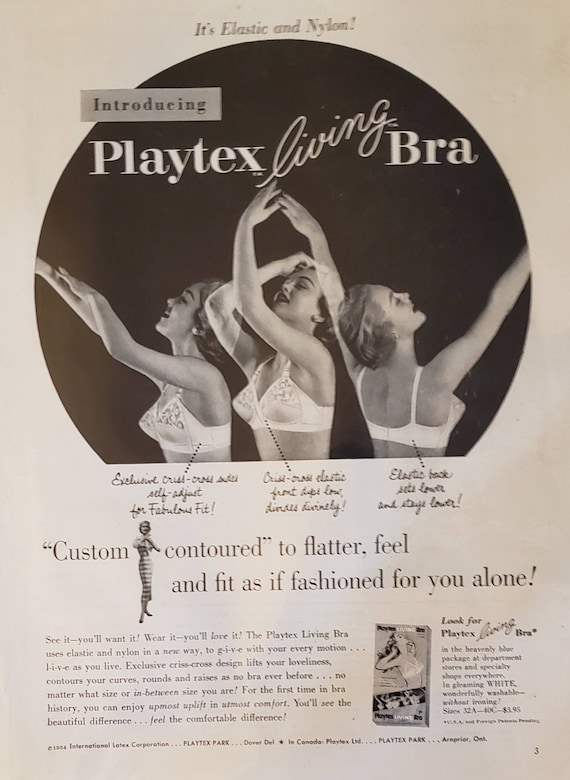 It's Elastic and Nylon!
Introducing
Playtex living Bra
TM TM
Exclusive criss-cross sides
self-adjust
for Fabulous Fit!
Criss-cross elastic
front dips low,
divides divinely!
Elastic back
sets lower
and stays lower!
“Custom contoured” to flatter, feel
and fit as if fashioned for you alone!
See it—you'll want it! Wear it—you'll love it! The Playtex Living Bra
uses elastic and nylon in a new way, to g-i-v-e with your every motion . . .
l-i-v-e as you live. Exclusive criss-cross design lifts your loveliness,
contours your curves, rounds and raises as no bra ever before . . . no
matter what size or in-between size you are! For the first time in bra
history, you can enjoy upmost uplift in utmost comfort. You'll see the
beautiful difference . . . feel the comfortable difference!
Playtex LIVING Bra
Playtex LIVING Bra
Look for
Playtex living Bra*
in the heavenly blue
package at department
stores and specialty
shops everywhere.
In gleaming WHITE,
wonderfully washable—
without ironing!
Sizes 32A—40C—$3.95
*U.S.A. and Foreign Patents Pending
©1954 International Latex Corporation . . . PLAYTEX PARK . . . Dover Del ★ In Canada: Playtex Ltd. . . . PLAYTEX PARK . . . Arnprior, Ont.
3